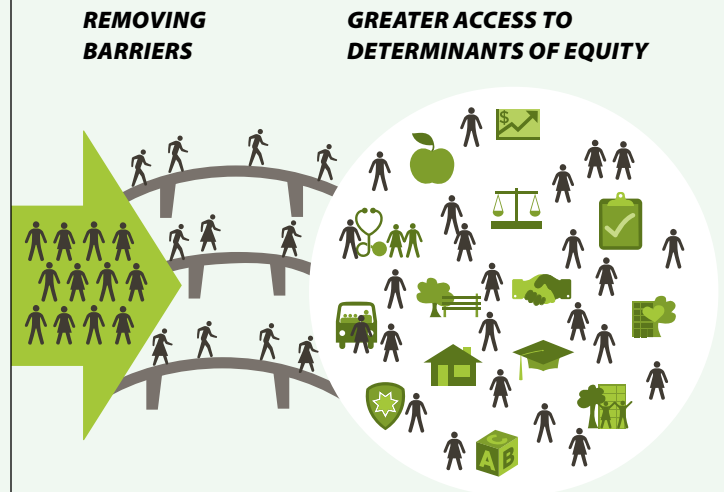 REMOVING
BARRIERS
GREATER ACCESS TO
DETERMINANTS OF EQUITY
$
A
B
C